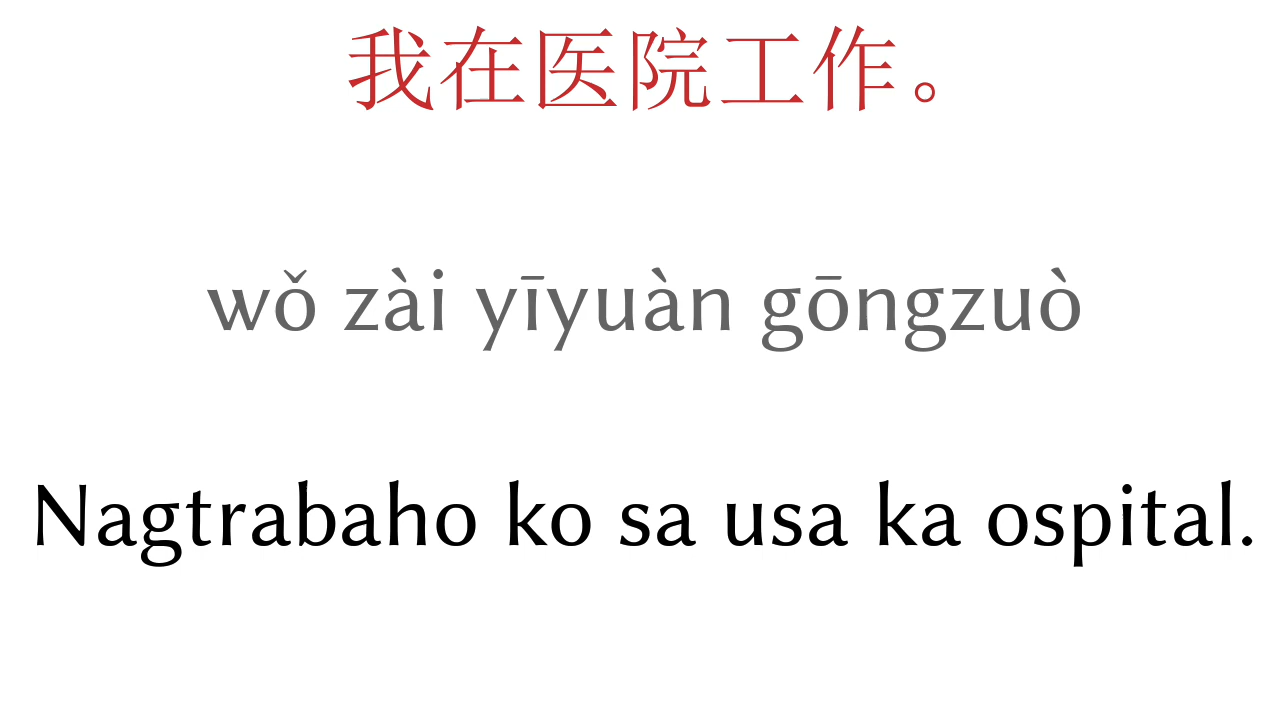 我在医院工作。
wǒ zài yīyuàn gōngzuò
Nagtrabaho ko sa usa ka ospital.